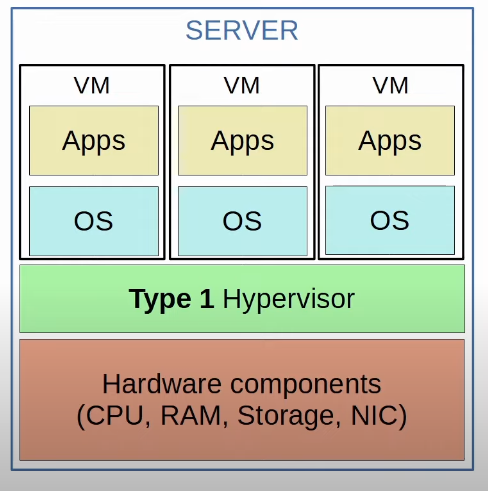 SERVER
VM
Apps
OS
VM
Apps
OS
VM
Apps
OS
Type 1 Hypervisor
Hardware components
(CPU, RAM, Storage, NIC)